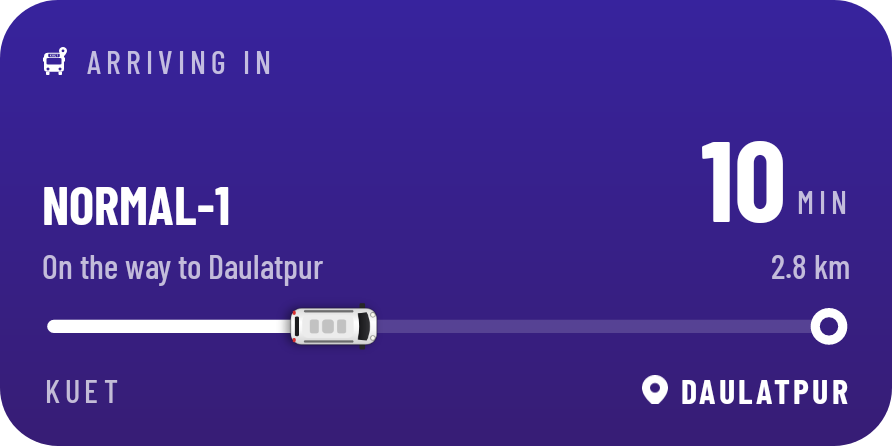 ARRIVING IN
NORMAL-1
10 MIN
On the way to Daulatpur
2.8 km
KUET
DAULATPUR